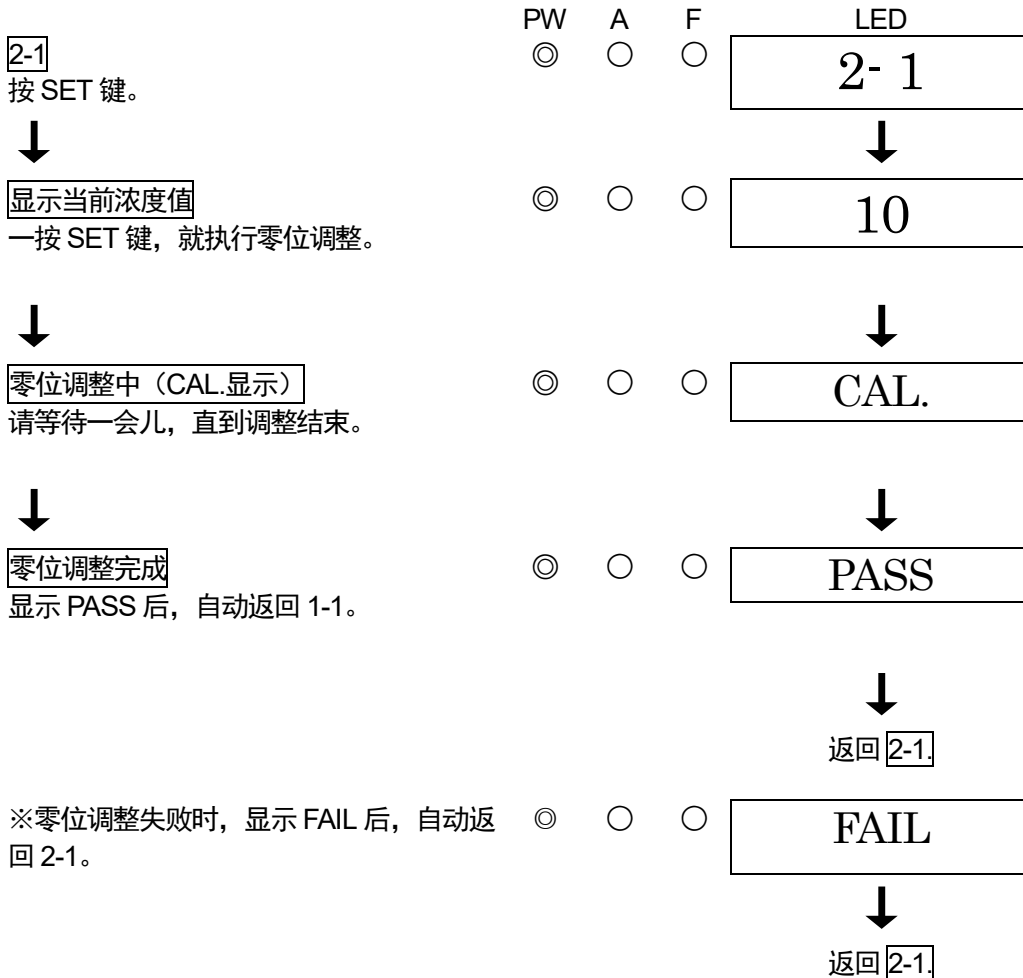 PW A F LED
2-1 ◎ ○ ○ 2- 1
按 SET 键。
↓ ↓
显示当前浓度值 ◎ ○ ○ 10
一按 SET 键，就执行零位调整。
↓ ↓
零位调整中（CAL.显示） ◎ ○ ○ CAL.
请等待一会儿，直到调整结束。
↓ ↓
零位调整完成 ◎ ○ ○ PASS
显示 PASS 后，自动返回 1-1。
↓
返回 2-1.
※零位调整失败时，显示 FAIL 后，自动返 ◎ ○ ○ FAIL
回 2-1。
↓
返回 2-1.